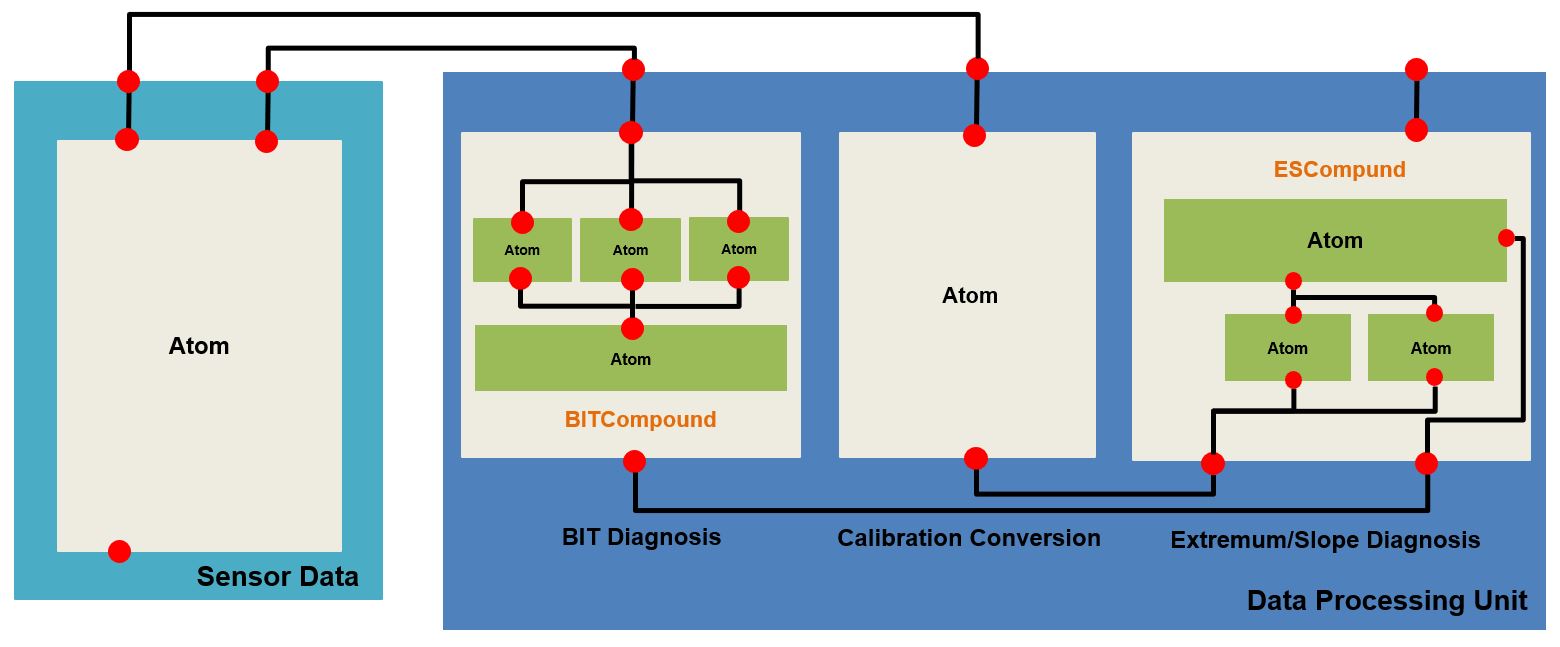 Atom
Sensor Data
Atom
Atom
Atom
Atom
BITCompound
BIT Diagnosis
Atom
Calibration Conversion
ESCompund
Atom
Atom
Atom
Extremum/Slope Diagnosis
Data Processing Unit